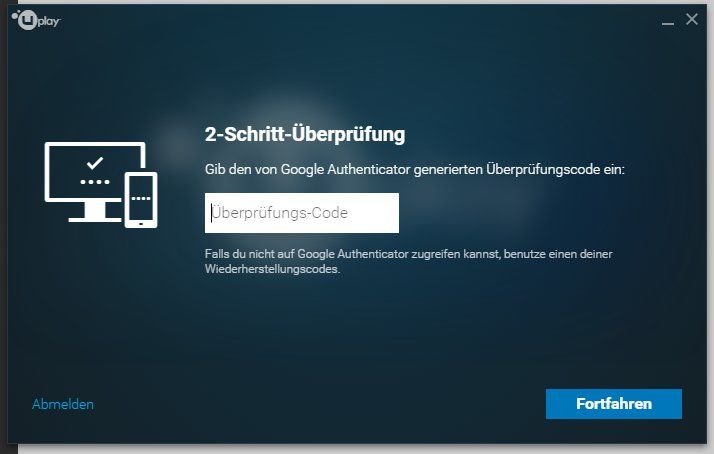 Uplay
2-Schritt-Überprüfung
Gib den von Google Authenticator generierten Überprüfungscode ein:
Überprüfungs-Code
Falls du nicht auf Google Authenticator zugreifen kannst, benutze einen deiner
Wiederherstellungscodes.
Abmelden
Fortfahren